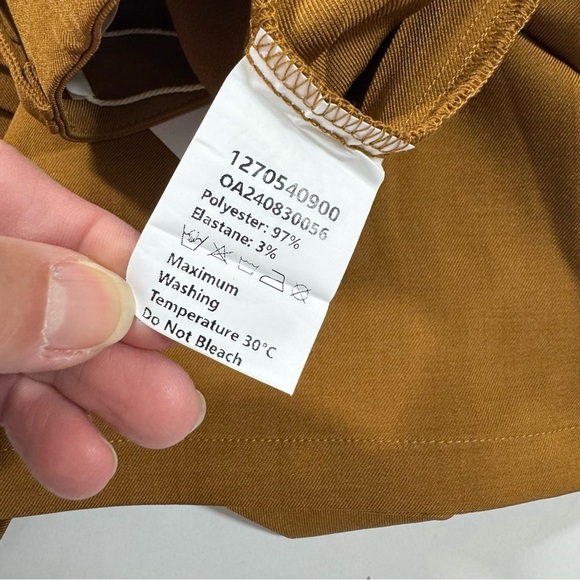 1270540900
OA240830056
Polyester: 97%
Elastane: 3%
Maximum
Washing
Temperature 30°C
Do Not Bleach